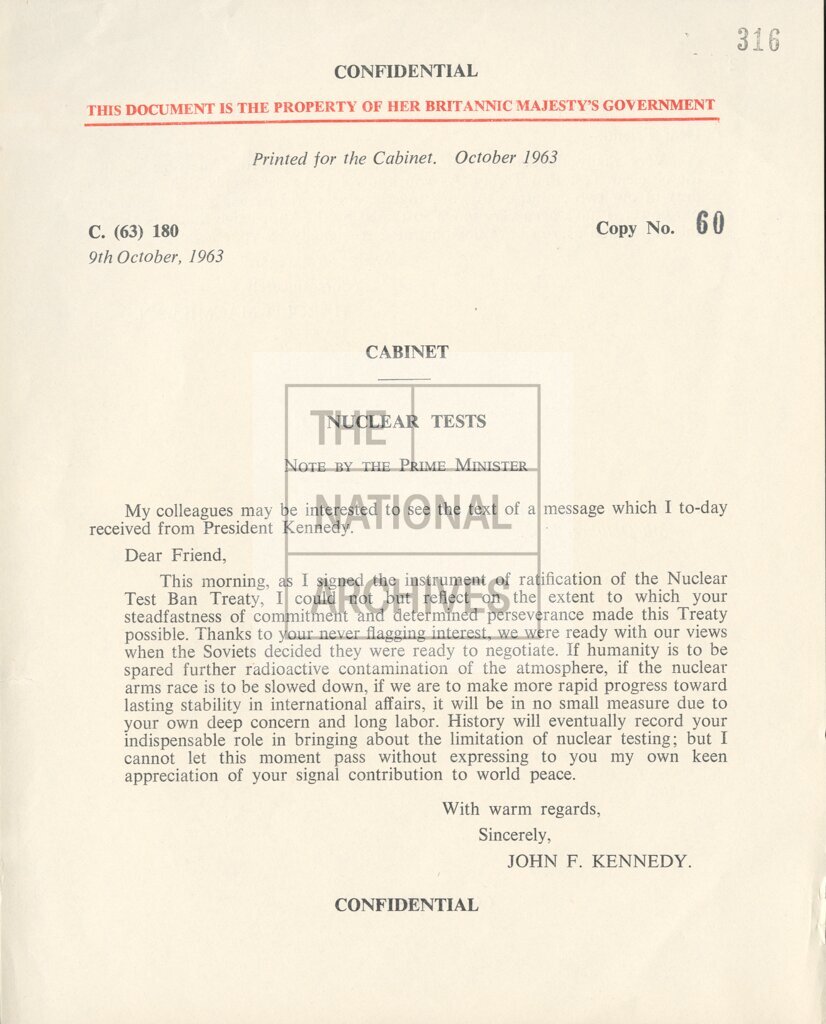 316
CONFIDENTIAL
THIS DOCUMENT IS THE PROPERTY OF HER BRITANNIC MAJESTY'S GOVERNMENT
Printed for the Cabinet. October 1963
C. (63) 180
Copy No. 60
9th October, 1963
CABINET
NUCLEAR TESTS
NOTE BY THE PRIME MINISTER
THE
NATIONAL
ARCHIVES
My colleagues may be interested to see the text of a message which I to-day
received from President Kennedy.
Dear Friend,
This morning, as I signed the instrument of ratification of the Nuclear
Test Ban Treaty, I could not but reflect on the extent to which your
steadfastness of commitment and determined perseverance made this Treaty
possible. Thanks to your never flagging interest, we were ready with our views
when the Soviets decided they were ready to negotiate. If humanity is to be
spared further radioactive contamination of the atmosphere, if the nuclear
arms race is to be slowed down, if we are to make more rapid progress toward
lasting stability in international affairs, it will be in no small measure due to
your own deep concern and long labor. History will eventually record your
indispensable role in bringing about the limitation of nuclear testing; but I
cannot let this moment pass without expressing to you my own keen
appreciation of your signal contribution to world peace.
With warm regards,
Sincerely,
JOHN F. KENNEDY.
CONFIDENTIAL